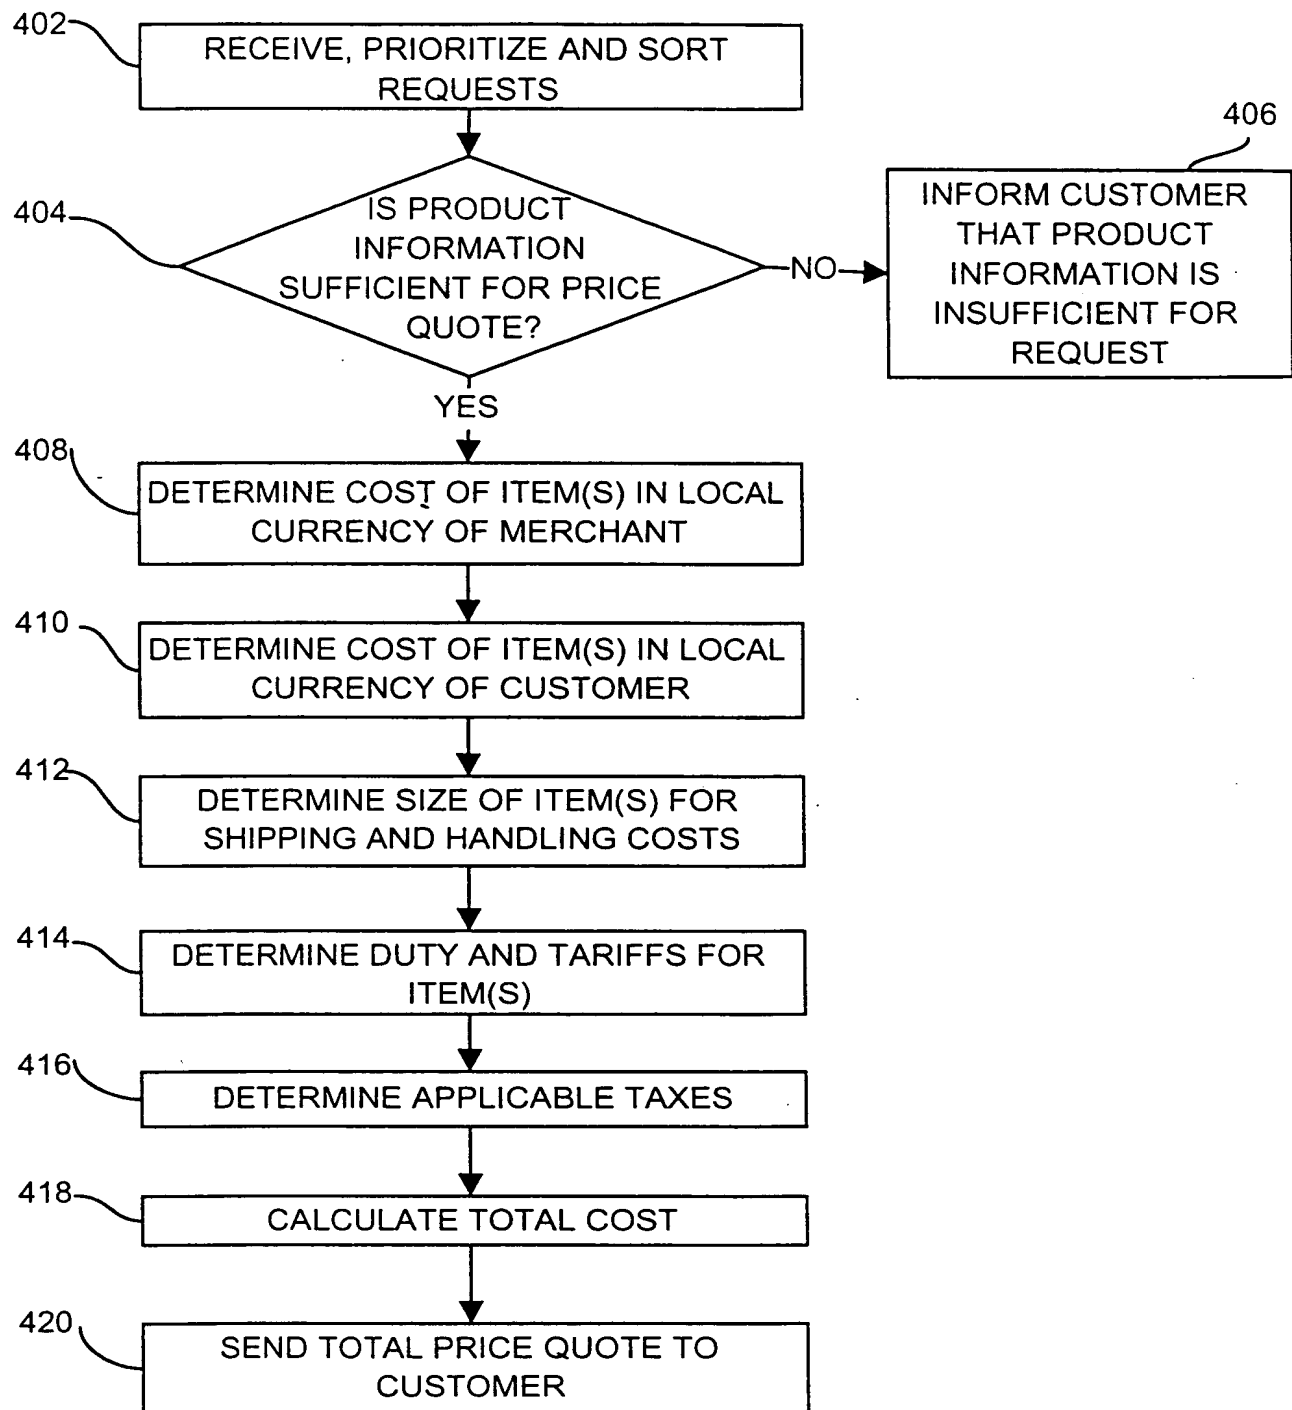 402
RECEIVE, PRIORITIZE AND SORT
REQUESTS
404
IS PRODUCT
INFORMATION
SUFFICIENT FOR PRICE
QUOTE?
NO
406
INFORM CUSTOMER
THAT PRODUCT
INFORMATION IS
INSUFFICIENT FOR
REQUEST
YES
408
DETERMINE COST OF ITEM(S) IN LOCAL
CURRENCY OF MERCHANT
410
DETERMINE COST OF ITEM(S) IN LOCAL
CURRENCY OF CUSTOMER
412
DETERMINE SIZE OF ITEM(S) FOR
SHIPPING AND HANDLING COSTS
414
DETERMINE DUTY AND TARIFFS FOR
ITEM(S)
416
DETERMINE APPLICABLE TAXES
418
CALCULATE TOTAL COST
420
SEND TOTAL PRICE QUOTE TO
CUSTOMER